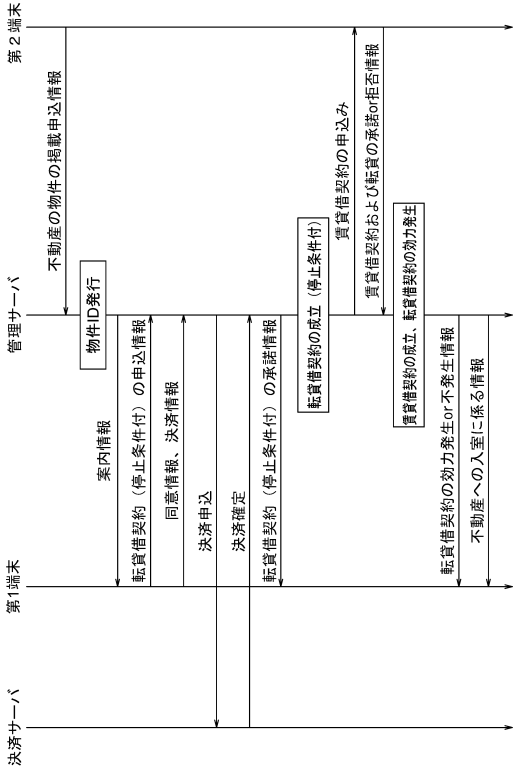 決済サーバ
第1端末
管理サーバ
第2端末
不動産の物件の掲載申込情報
物件ID発行
案内情報
転貸借契約（停止条件付）の申込情報
同意情報、決済情報
決済申込
決済確定
転貸借契約（停止条件付）の承諾情報
転貸借契約の成立（停止条件付）
賃貸借契約の申込み
賃貸借契約および転貸の承諾or拒否情報
賃貸借契約の成立、転貸借契約の効力発生
転貸借契約の効力発生or不発生情報
不動産への入室に係る情報